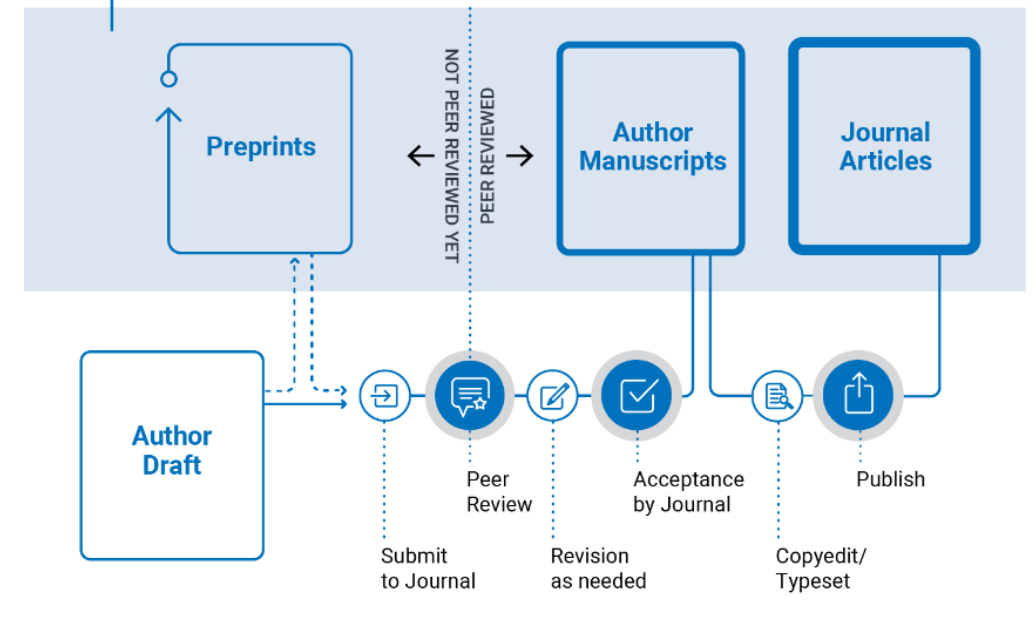 Preprints
NOT PEER REVIEWED YET
PEER REVIEWED
Author
Manuscripts
Journal
Articles
Author
Draft
Peer
Review
Acceptance
by Journal
Publish
Submit
to Journal
Revision
as needed
Copyedit/
Typeset